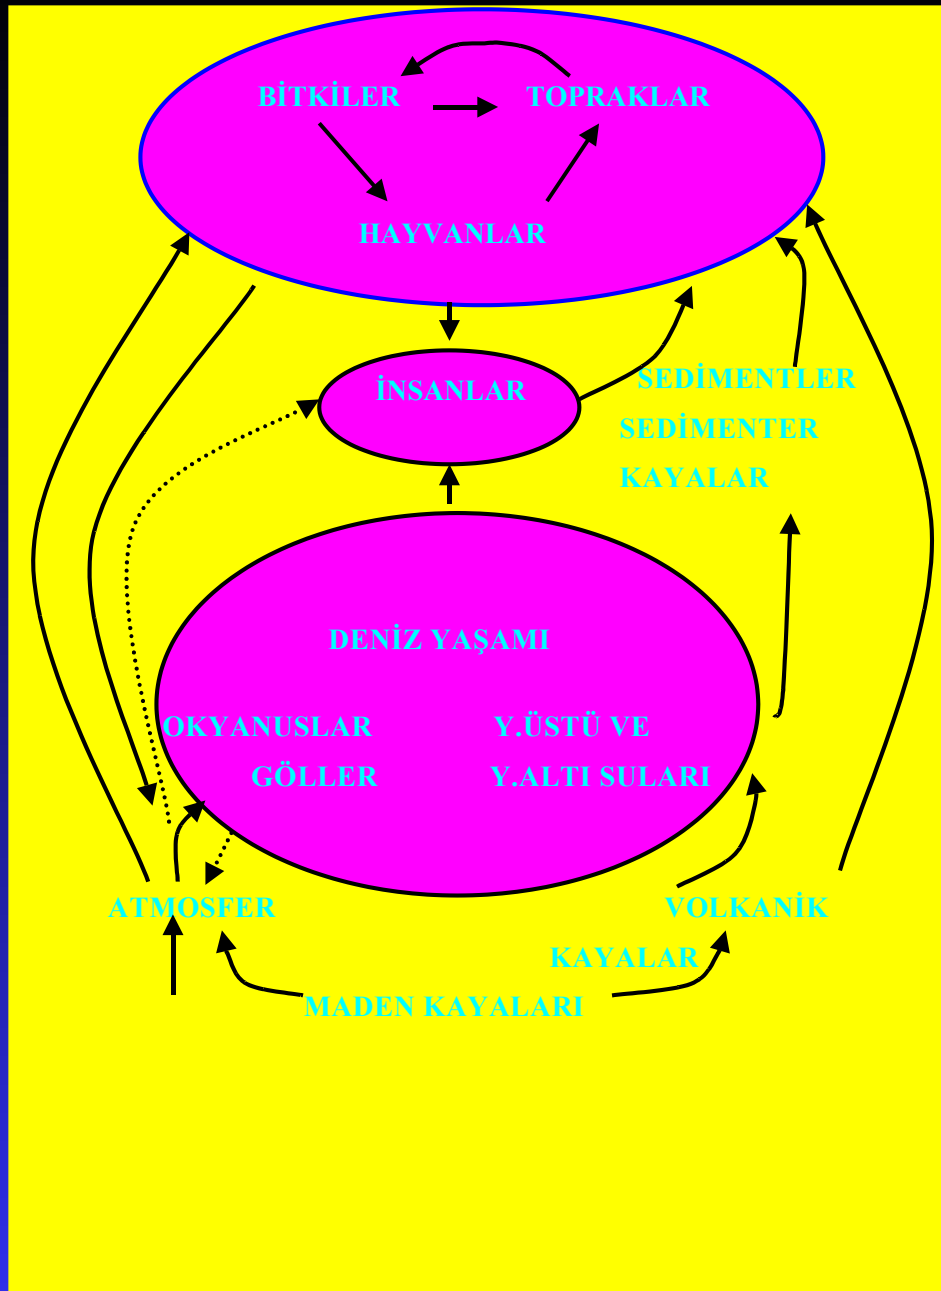 BİTKİLER TOPRAKLAR
HAYVANLAR
İNSANLAR
SEDİMENTLER
SEDİMENTER
KAYALAR
DENİZ YAŞAMI
OKYANUSLAR Y.ÜSTÜ VE
GÖLLER Y.ALTI SULARI
ATMOSFER VOLKANİK
KAYALAR
MADEN KAYALARI